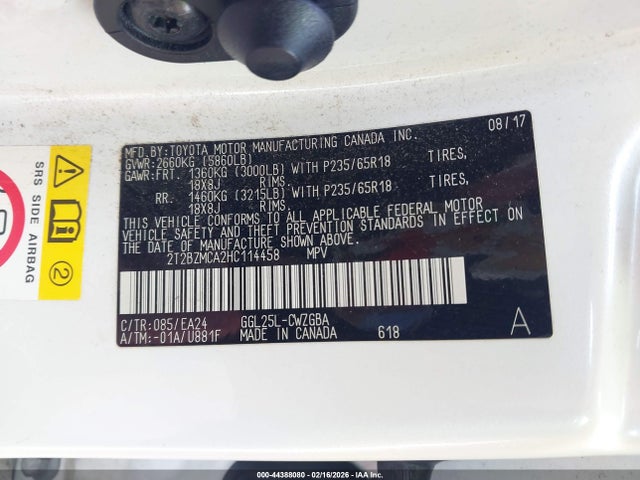 MFD.BY:TOYOTA MOTOR MANUFACTURING CANADA INC. 08/17
GVWR:2660KG (5860LB)
GAWR:FRT. 1360KG (3000LB) WITH P235/65R18 TIRES,
18X8J RIMS.
RR. 1460KG (3215LB) WITH P235/65R18 TIRES,
18X8J RIMS.
THIS VEHICLE CONFORMS TO ALL APPLICABLE FEDERAL MOTOR
VEHICLE SAFETY AND THEFT PREVENTION STANDARDS IN EFFECT ON
THE DATE OF MANUFACTURE SHOWN ABOVE.
2T2BZMCA2HC114458 MPV
C/TR:085/EA24 GGL25L-CWZGBA
A/TM:-01A/U881F MADE IN CANADA 618 A
SRS SIDE AIRBAG
2
000-44388080 - 02/16/2026 - IAA Inc.